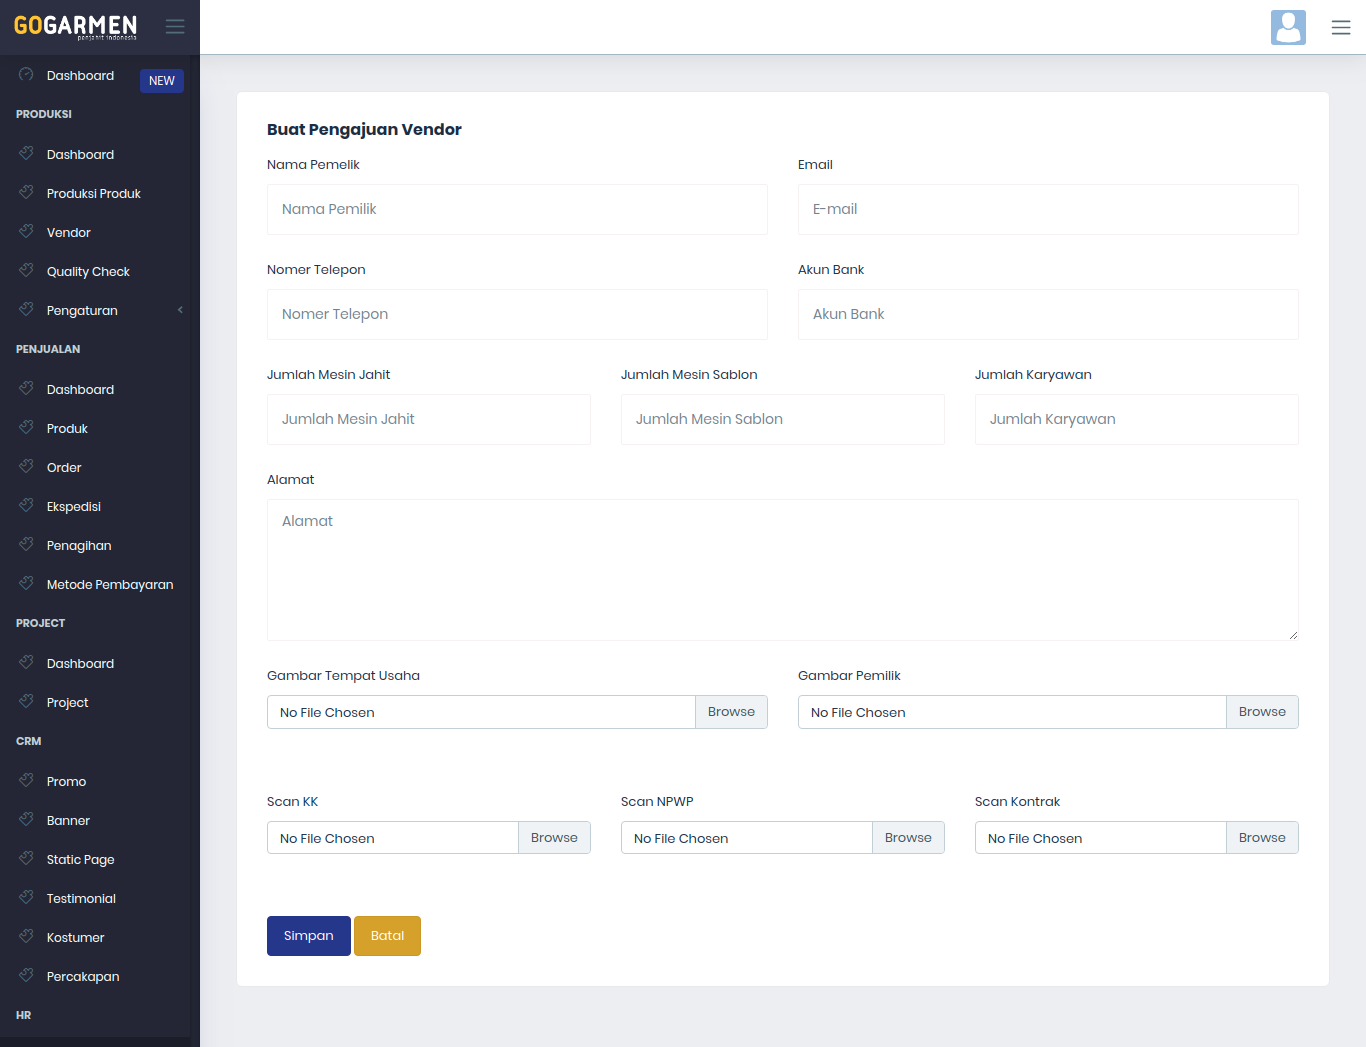 GOGARMEN
penjahit indonesia
Dashboard
NEW
PRODUKSI
Dashboard
Produksi Produk
Vendor
Quality Check
Pengaturan
PENJUALAN
Dashboard
Produk
Order
Ekspedisi
Penagihan
Metode Pembayaran
PROJECT
Dashboard
Project
CRM
Promo
Banner
Static Page
Testimonial
Kostumer
Percakapan
HR
Buat Pengajuan Vendor
Nama Pemelik
Email
Nama Pemilik
E-mail
Nomer Telepon
Akun Bank
Nomer Telepon
Akun Bank
Jumlah Mesin Jahit
Jumlah Mesin Sablon
Jumlah Karyawan
Jumlah Mesin Jahit
Jumlah Mesin Sablon
Jumlah Karyawan
Alamat
Alamat
Gambar Tempat Usaha
Gambar Pemilik
No File Chosen Browse
No File Chosen Browse
Scan KK
Scan NPWP
Scan Kontrak
No File Chosen Browse
No File Chosen Browse
No File Chosen Browse
Simpan
Batal